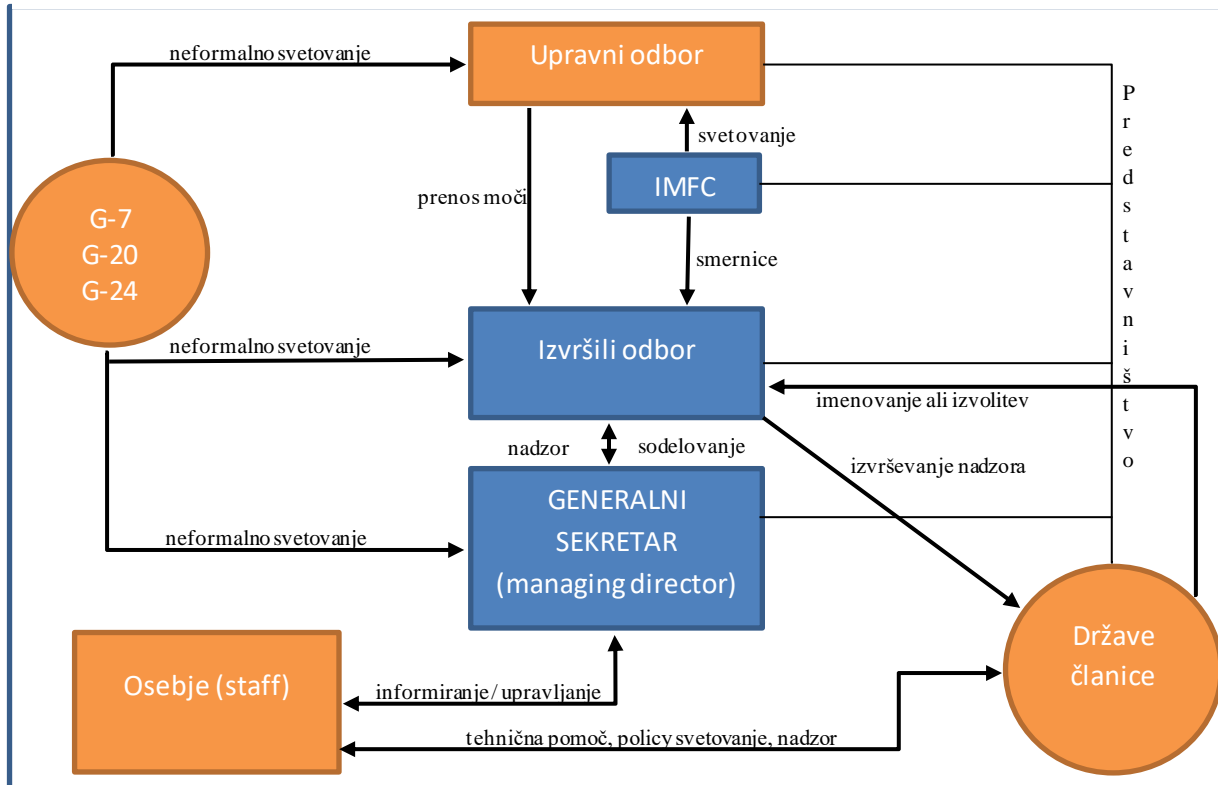 neformalno svetovanje
Upravni odbor
svetovanje
IMFC
prenos moči
G-7
G-20
G-24
smernice
neformalno svetovanje
Izvršili odbor
Predstavništvo
imenovanje ali izvolitev
nadzor
sodelovanje
izvrševanje nadzora
GENERALNI
SEKRETAR
(managing director)
neformalno svetovanje
Države
članice
Osebje (staff)
informiranje/ upravljanje
tehnična pomoč, policy svetovanje, nadzor